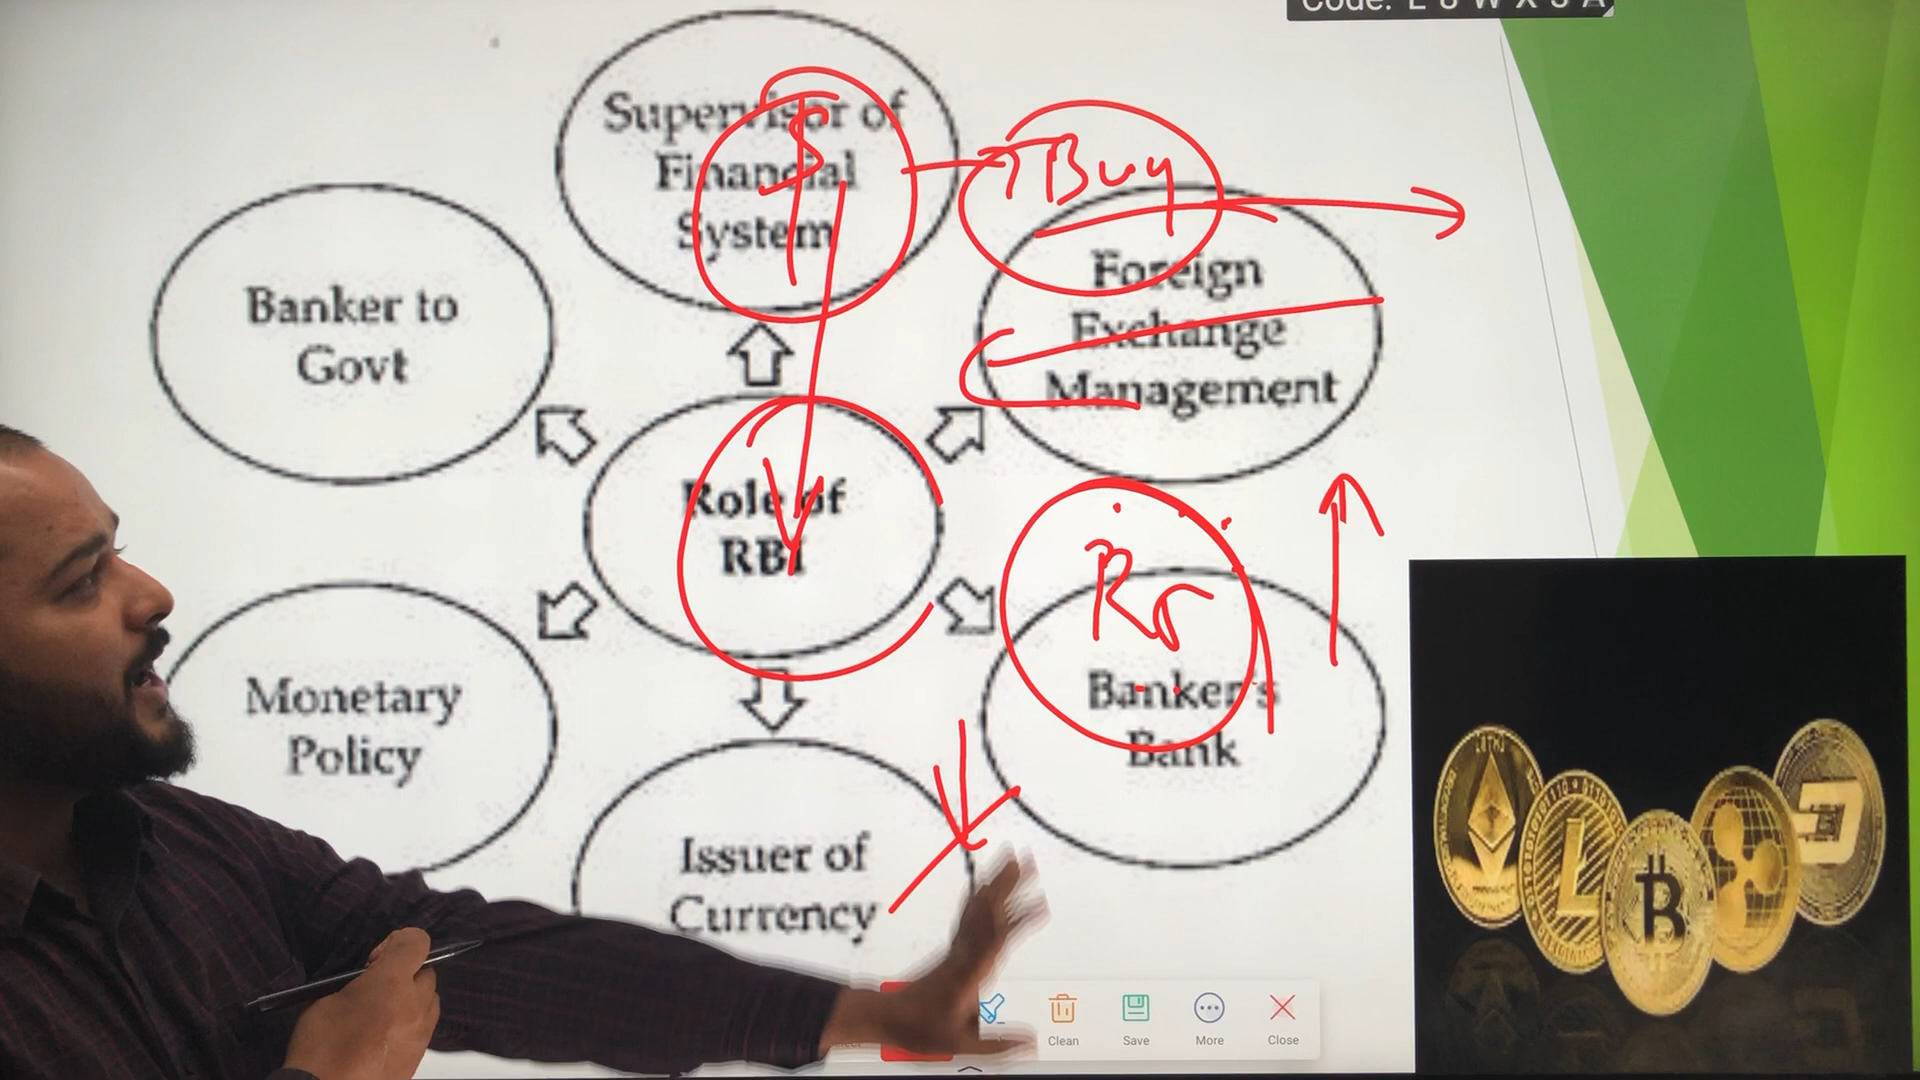 Supervisor of
Financial
System
$
Buy
Foreign
Exchange
Management
Banker to
Govt
Role of
RBI
Rs
Banker's
Bank
Monetary
Policy
Issuer of
Currency
Clean
Save
More
Close